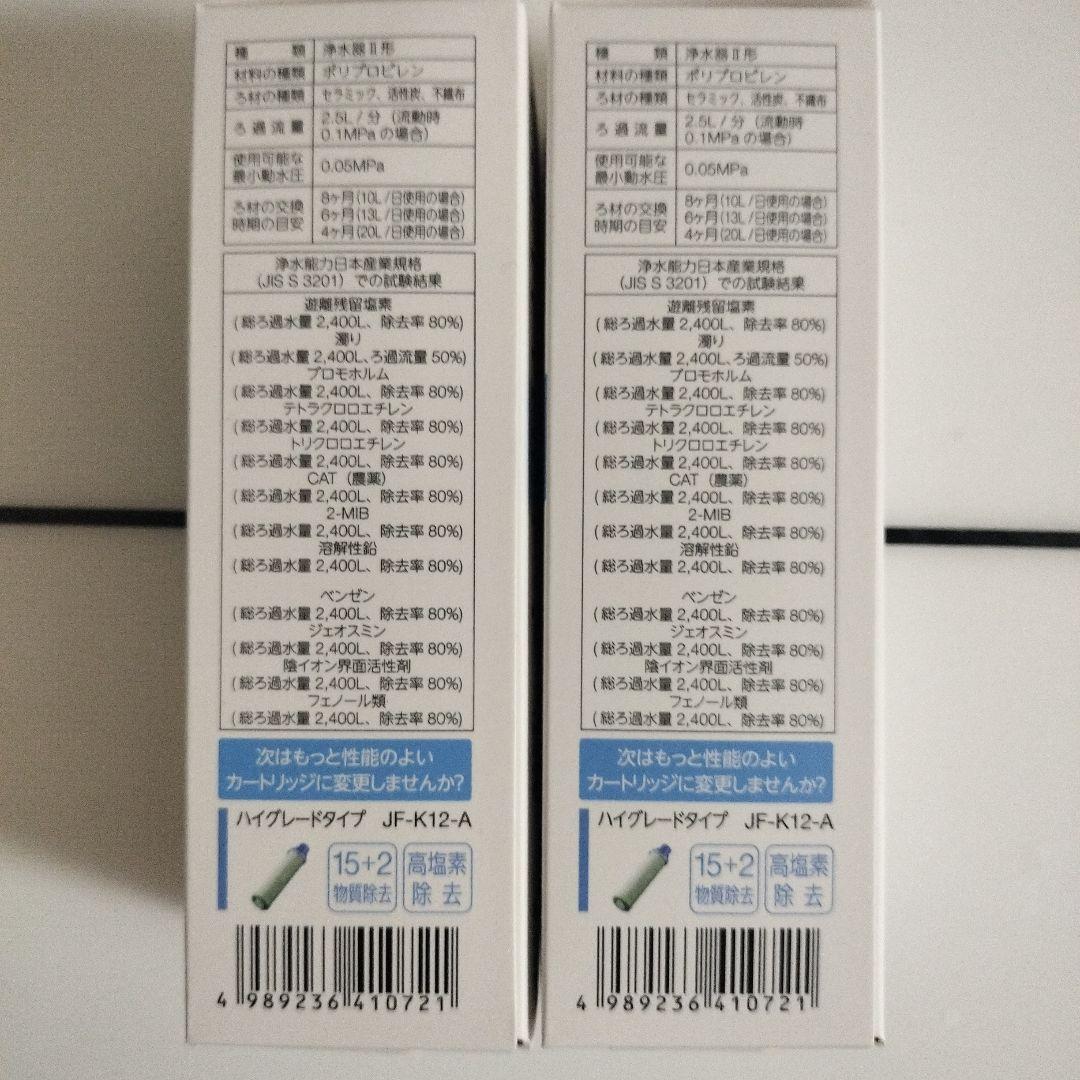 種類 浄水器Ⅱ形
材料の種類 ポリプロピレン
ろ材の種類 セラミック、活性炭、不織布
ろ過流量 2.5L / 分（流動時
0.1MPa の場合）
使用可能な
最小動水圧 0.05MPa
ろ材の交換
時期の目安 8ヶ月(10L /日使用の場合)
6ヶ月(13L /日使用の場合)
4ヶ月(20L /日使用の場合)
浄水能力日本産業規格
（JIS S 3201）での試験結果
遊離残留塩素
( 総ろ過水量 2,400L、除去率 80%)
濁り
( 総ろ過水量 2,400L、ろ過流量 50%)
ブロモホルム
( 総ろ過水量 2,400L、除去率 80%)
テトラクロロエチレン
( 総ろ過水量 2,400L、除去率 80%)
トリクロロエチレン
( 総ろ過水量 2,400L、除去率 80%)
CAT（農薬）
( 総ろ過水量 2,400L、除去率 80%)
2-MIB
( 総ろ過水量 2,400L、除去率 80%)
溶解性鉛
( 総ろ過水量 2,400L、除去率 80%)
ベンゼン
( 総ろ過水量 2,400L、除去率 80%)
ジェオスミン
( 総ろ過水量 2,400L、除去率 80%)
陰イオン界面活性剤
( 総ろ過水量 2,400L、除去率 80%)
フェノール類
( 総ろ過水量 2,400L、除去率 80%)
次はもっと性能のよい
カートリッジに変更しませんか?
ハイグレードタイプ JF-K12-A
15+2
物質除去
高塩素
除去
4 989236 410721
種類 浄水器Ⅱ形
材料の種類 ポリプロピレン
ろ材の種類 セラミック、活性炭、不織布
ろ過流量 2.5L / 分（流動時
0.1MPa の場合）
使用可能な
最小動水圧 0.05MPa
ろ材の交換
時期の目安 8ヶ月(10L /日使用の場合)
6ヶ月(13L /日使用の場合)
4ヶ月(20L /日使用の場合)
浄水能力日本産業規格
（JIS S 3201）での試験結果
遊離残留塩素
( 総ろ過水量 2,400L、除去率 80%)
濁り
( 総ろ過水量 2,400L、ろ過流量 50%)
ブロモホルム
( 総ろ過水量 2,400L、除去率 80%)
テトラクロロエチレン
( 総ろ過水量 2,400L、除去率 80%)
トリクロロエチレン
( 総ろ過水量 2,400L、除去率 80%)
CAT（農薬）
( 総ろ過水量 2,400L、除去率 80%)
2-MIB
( 総ろ過水量 2,400L、除去率 80%)
溶解性鉛
( 総ろ過水量 2,400L、除去率 80%)
ベンゼン
( 総ろ過水量 2,400L、除去率 80%)
ジェオスミン
( 総ろ過水量 2,400L、除去率 80%)
陰イオン界面活性剤
( 総ろ過水量 2,400L、除去率 80%)
フェノール類
( 総ろ過水量 2,400L、除去率 80%)
次はもっと性能のよい
カートリッジに変更しませんか?
ハイグレードタイプ JF-K12-A
15+2
物質除去
高塩素
除去
4 989236 410721